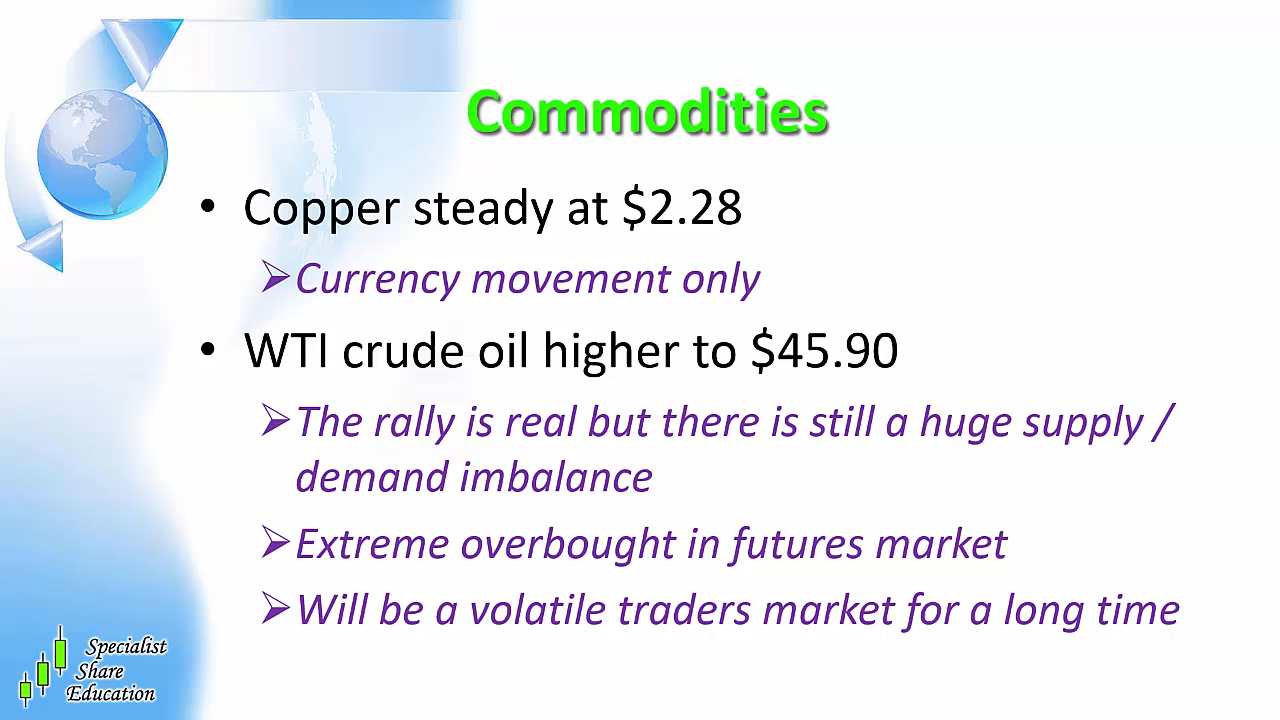 Commodities
• Copper steady at $2.28
➢Currency movement only
• WTI crude oil higher to $45.90
➢The rally is real but there is still a huge supply /
demand imbalance
➢Extreme overbought in futures market
➢Will be a volatile traders market for a long time
Specialist
Share
Education